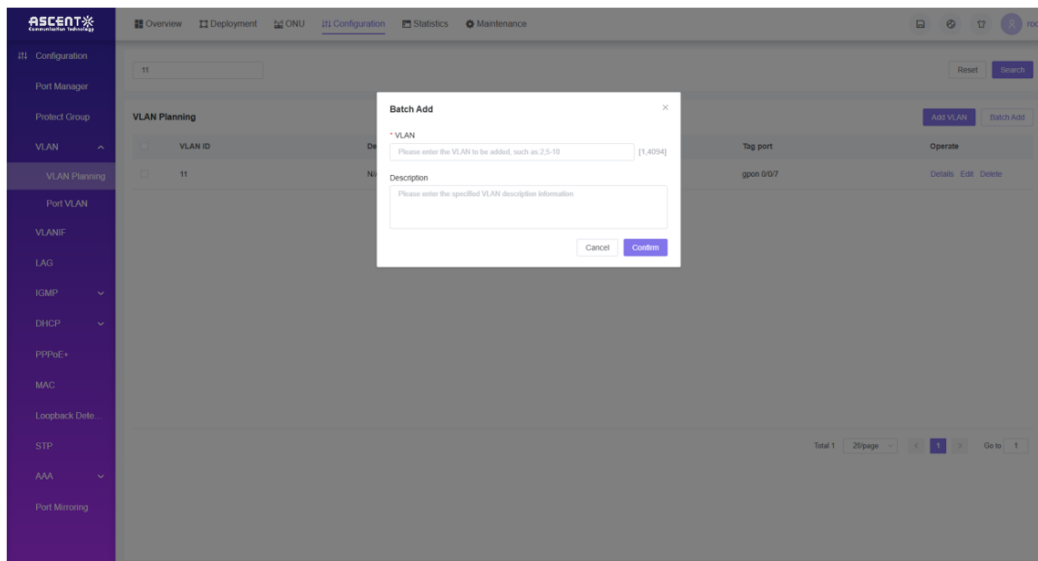 ASCENT
Communication Technology
Overview Deployment ONU Configuration Statistics Maintenance
Configuration
Port Manager
Protect Group
VLAN
VLAN Planning
Port VLAN
VLANIF
LAG
IGMP
DHCP
PPPoE+
MAC
Loopback Dete...
STP
AAA
Port Mirroring
11
Reset Search
VLAN Planning
Add VLAN Batch Add
VLAN ID Tag port Operate
11 gpon 0/0/7 Details Edit Delete
Batch Add
* VLAN
Please enter the VLAN to be added, such as 2,5-10 [1,4094]
Description
Please enter the specified VLAN description information
Cancel Confirm
Total 1 20/page 1 Go to 1